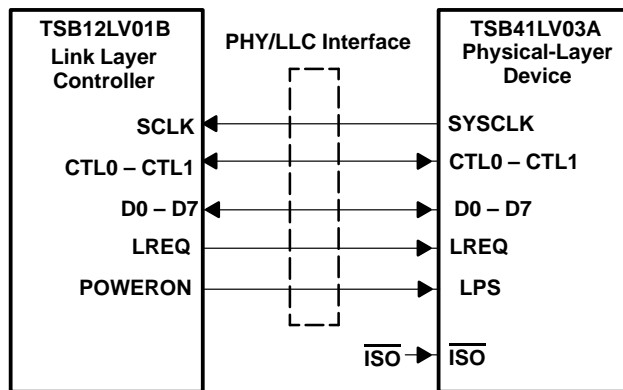 TSB12LV01B
Link Layer
Controller
PHY/LLC Interface
TSB41LV03A
Physical-Layer
Device
SCLK
SYSCLK
CTL0 – CTL1
CTL0 – CTL1
D0 – D7
D0 – D7
LREQ
LREQ
POWERON
LPS
ISO
ISO